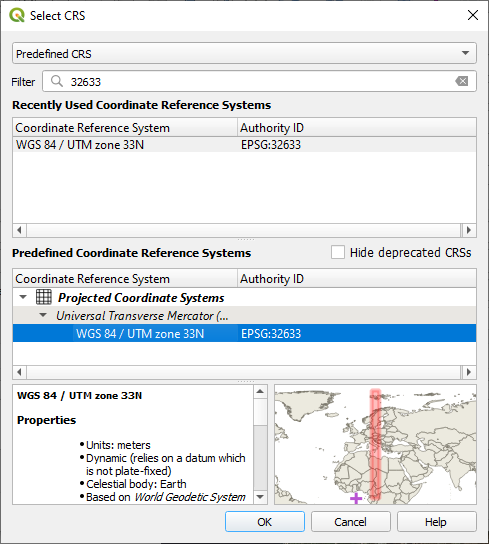 Select CRS
Predefined CRS
Filter 32633
Recently Used Coordinate Reference Systems
Coordinate Reference System Authority ID
WGS 84 / UTM zone 33N EPSG:32633
Predefined Coordinate Reference Systems Hide deprecated CRSs
Coordinate Reference System Authority ID
Projected Coordinate Systems
Universal Transverse Mercator (...
WGS 84 / UTM zone 33N EPSG:32633
WGS 84 / UTM zone 33N
Properties
• Units: meters
• Dynamic (relies on a datum which
is not plate-fixed)
• Celestial body: Earth
• Based on World Geodetic System
OK Cancel Help